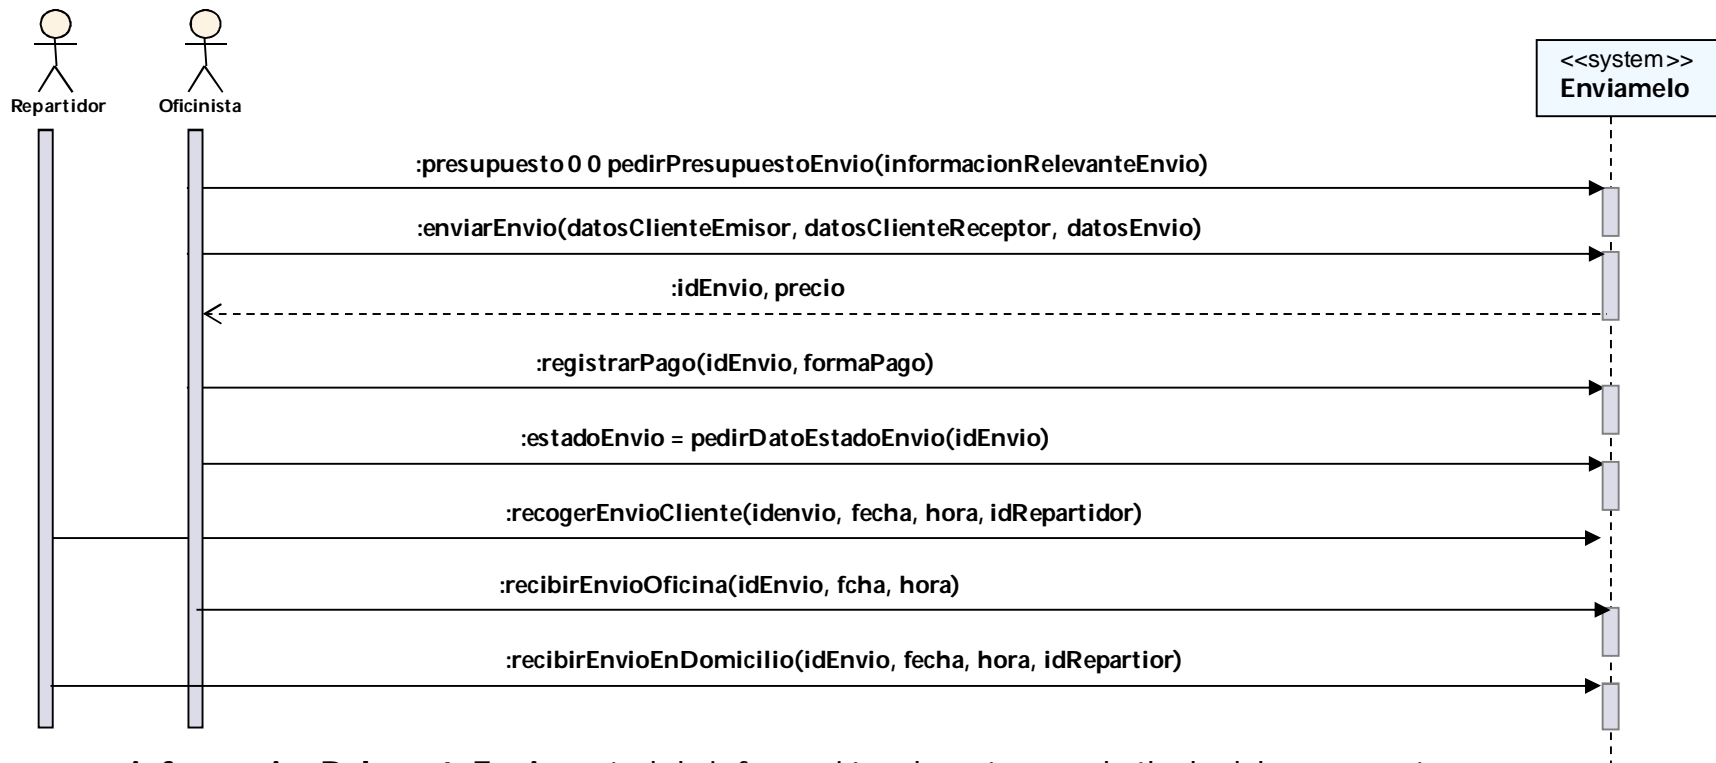 <<system>>
Enviamelo
Repartidor
Oficinista
:presupuesto 0 0 pedirPresupuestoEnvio(informacionRelevanteEnvio)
:enviarEnvio(datosClienteEmisor, datosClienteReceptor, datosEnvio)
:idEnvio, precio
:registrarPago(idEnvio, formaPago)
:estadoEnvio = pedirDatoEstadoEnvio(idEnvio)
:recogerEnvioCliente(idenvio, fecha, hora, idRepartidor)
:recibirEnvioOficina(idEnvio, fcha, hora)
:recibirEnvioEnDomicilio(idEnvio, fecha, hora, idRepartior)